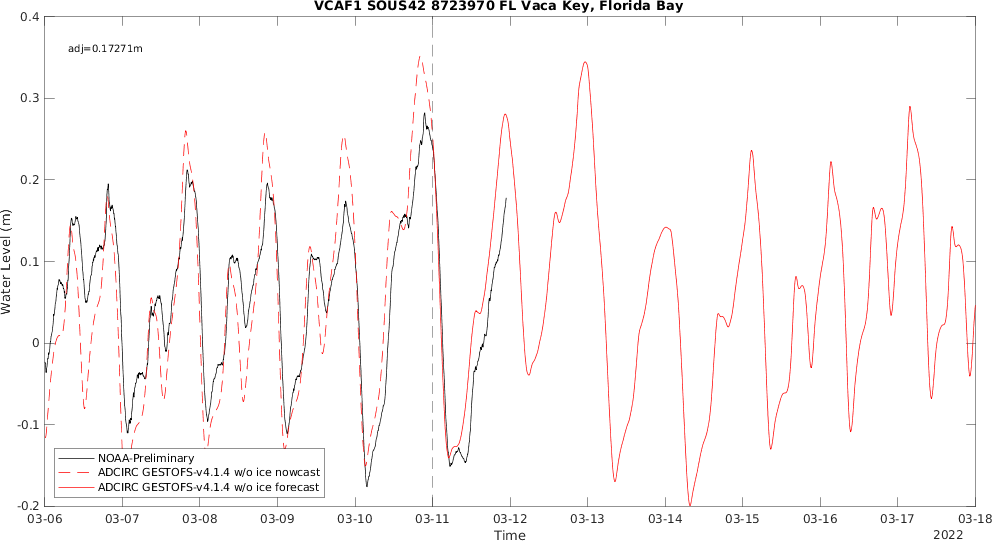 VCAF1 SOUS42 8723970 FL Vaca Key, Florida Bay
adj=0.17271m
0.4
0.3
0.2
0.1
0
-0.1
-0.2
Water Level (m)
NOAA-Preliminary
ADCIRC GESTOFS-v4.1.4 w/o ice nowcast
ADCIRC GESTOFS-v4.1.4 w/o ice forecast
03-06 03-07 03-08 03-09 03-10 03-11 03-12 03-13 03-14 03-15 03-16 03-17 03-18
Time
2022